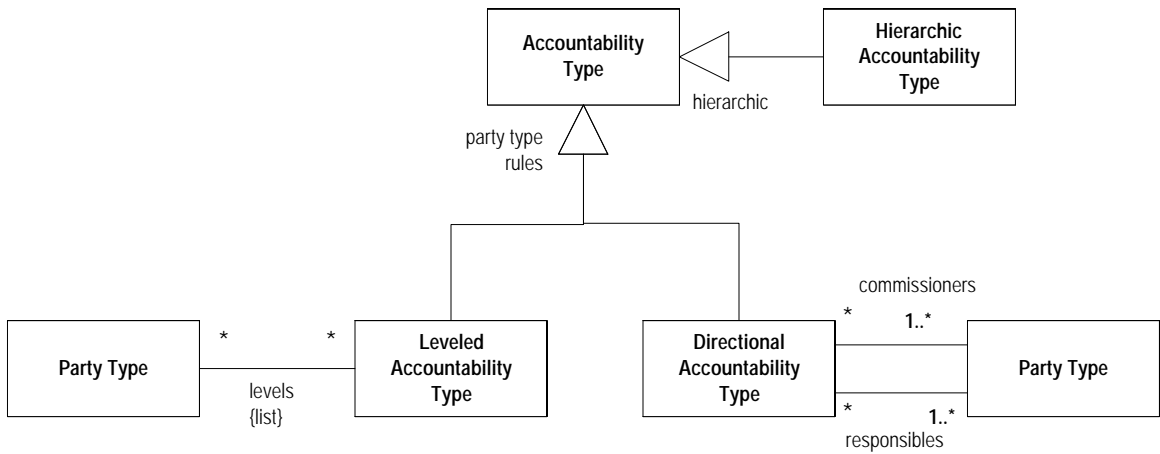 Accountability
Type
Hierarchic
Accountability
Type
hierarchic
party type
rules
commissioners
* 1..*
Party Type
* *
levels
{list}
Leveled
Accountability
Type
Directional
Accountability
Type
Party Type
* 1..*
responsibles